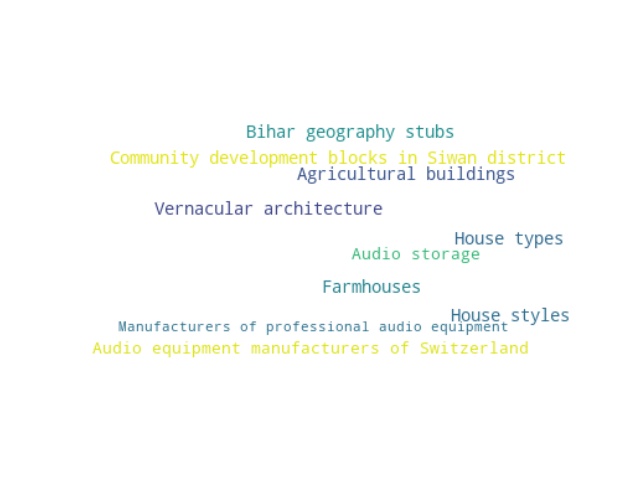 Bihar geography stubs
Community development blocks in Siwan district
Agricultural buildings
Vernacular architecture
House types
Audio storage
Farmhouses
House styles
Manufacturers of professional audio equipment
Audio equipment manufacturers of Switzerland